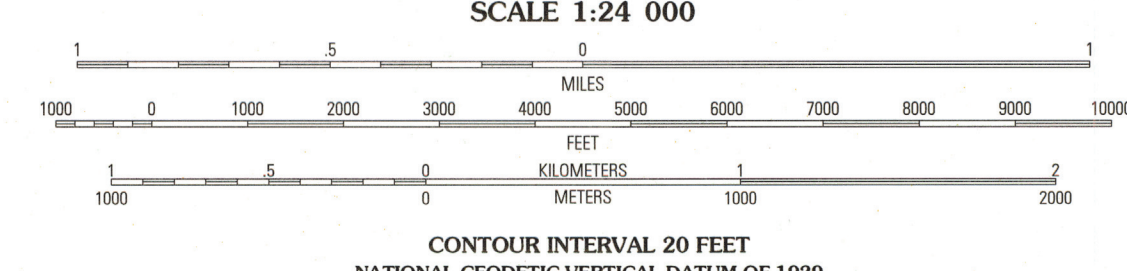 SCALE 1:24 000
1 .5 0 1
MILES
1000 0 1000 2000 3000 4000 5000 6000 7000 8000 9000 10000
FEET
1 .5 0 KILOMETERS 1 2
1000 0 METERS 1000 2000
CONTOUR INTERVAL 20 FEET
NATIONAL GEODETIC VERTICAL DATUM OF 1929